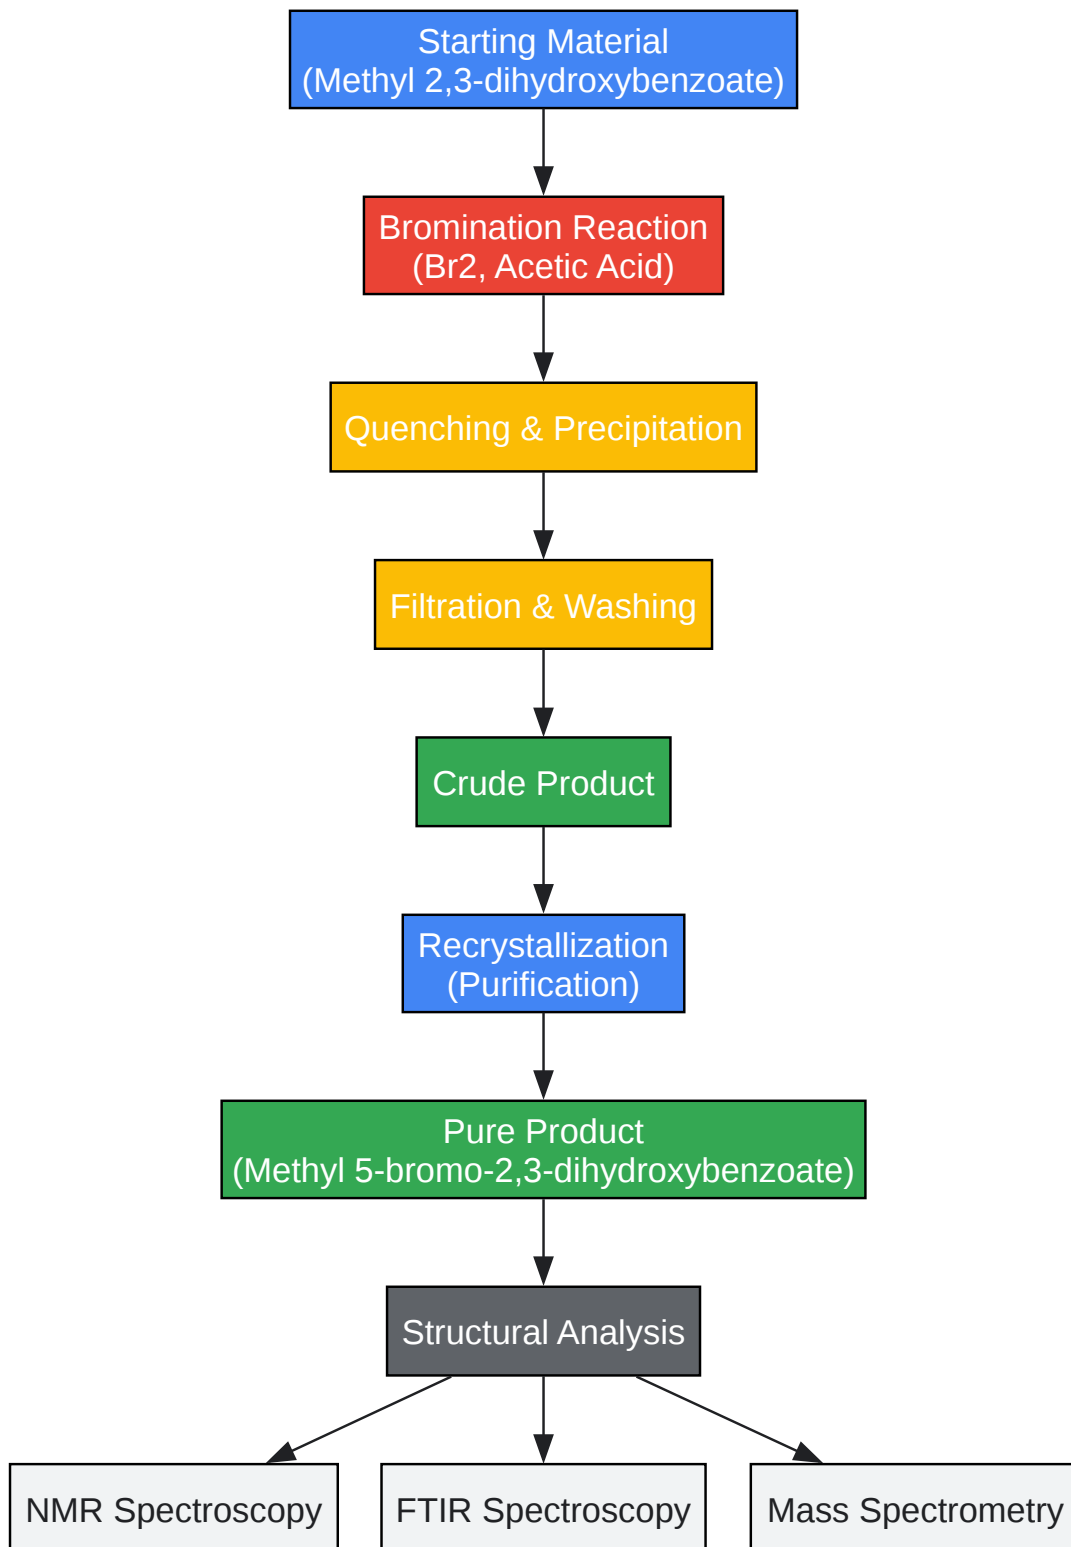 Starting Material
(Methyl 2,3-dihydroxybenzoate)
Bromination Reaction
(Br2, Acetic Acid)
Quenching & Precipitation
Filtration & Washing
Crude Product
Recrystallization
(Purification)
Pure Product
(Methyl 5-bromo-2,3-dihydroxybenzoate)
Structural Analysis
NMR Spectroscopy
FTIR Spectroscopy
Mass Spectrometry